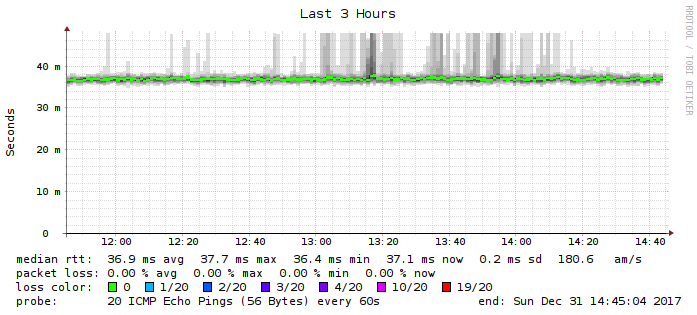 Last 3 Hours
RRDTOOL / TOBI OETIKER
Seconds
40 m
30 m
20 m
10 m
0
12:00 12:20 12:40 13:00 13:20 13:40 14:00 14:20 14:40
median rtt: 36.9 ms avg 37.7 ms max 36.4 ms min 37.1 ms now 0.2 ms sd 180.6 am/s
packet loss: 0.00 % avg 0.00 % max 0.00 % min 0.00 % now
loss color: 0 1/20 2/20 3/20 4/20 10/20 19/20
probe: 20 ICMP Echo Pings (56 Bytes) every 60s end: Sun Dec 31 14:45:04 2017